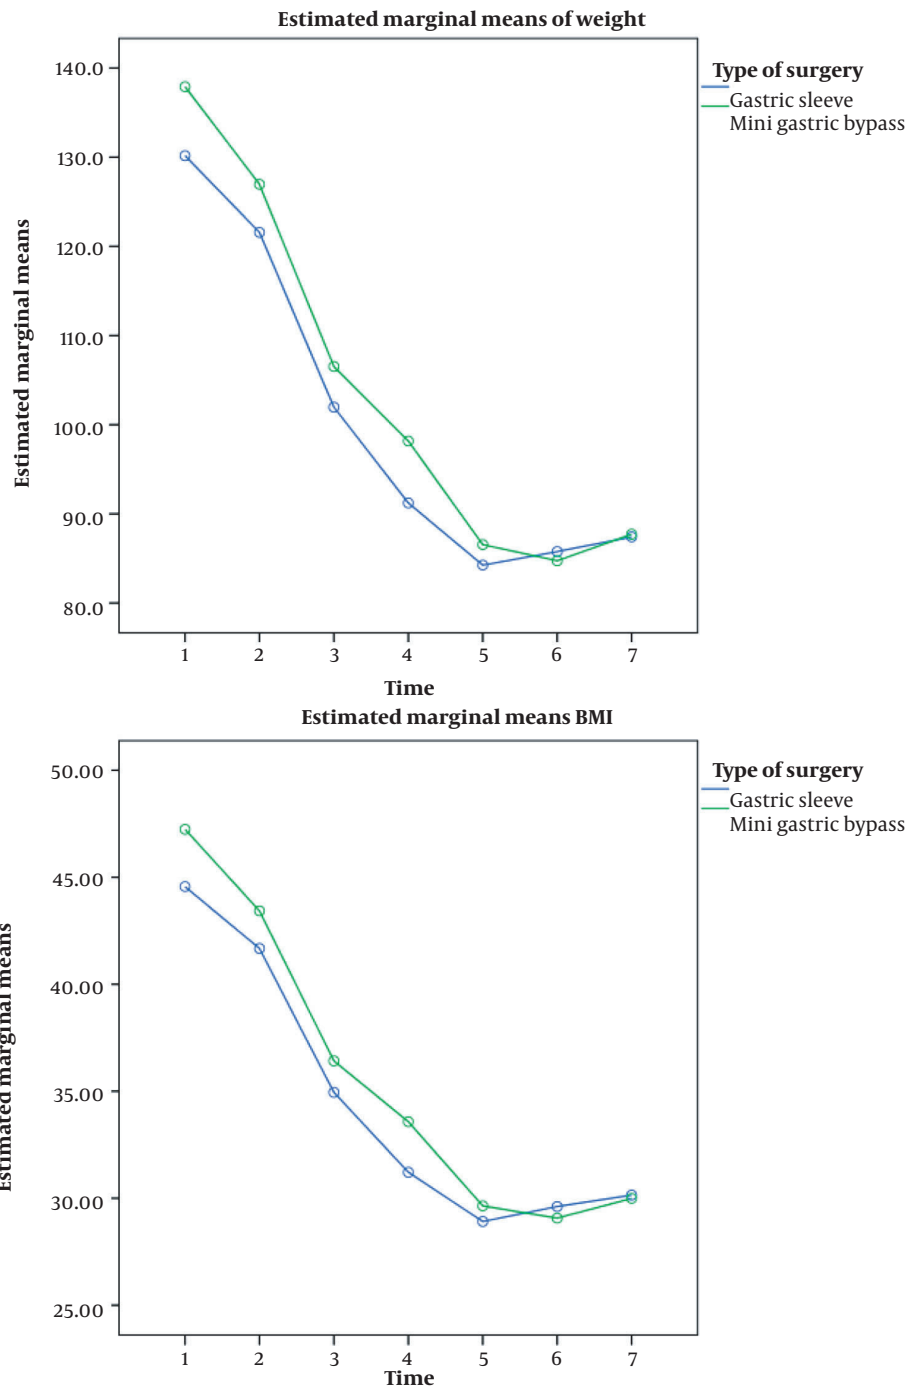 Estimated marginal means of weight
Type of surgery
Gastric sleeve
Mini gastric bypass
Estimated marginal means
140.0
130.0
120.0
110.0
100.0
90.0
80.0
1 2 3 4 5 6 7
Time
Estimated marginal means BMI
Type of surgery
Gastric sleeve
Mini gastric bypass
Estimated marginal means
50.00
45.00
40.00
35.00
30.00
25.00
1 2 3 4 5 6 7
Time